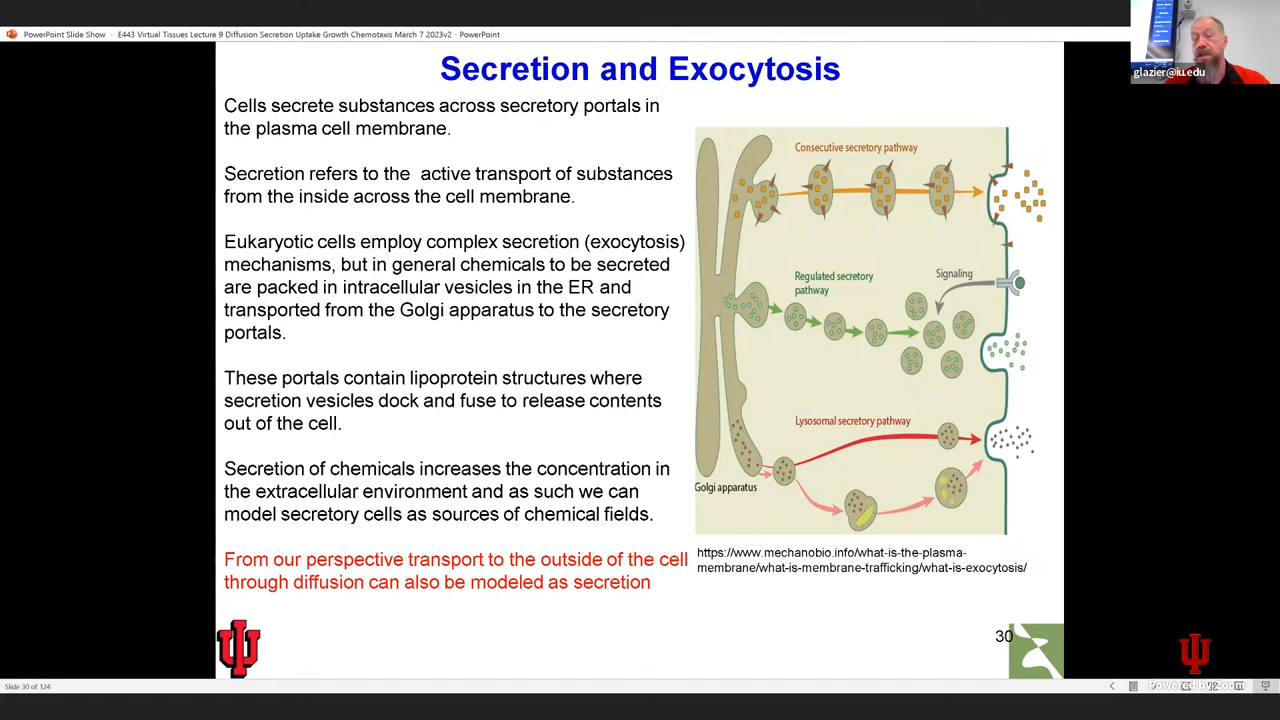 PowerPoint Slide Show - E443 Virtual Tissues Lecture 9 Diffusion Secretion Uptake Growth Chemotaxis March 7 2023v2 • PowerPoint
glazier@iu.edu
Secretion and Exocytosis
Cells secrete substances across secretory portals in
the plasma cell membrane.
Secretion refers to the active transport of substances
from the inside across the cell membrane.
Eukaryotic cells employ complex secretion (exocytosis)
mechanisms, but in general chemicals to be secreted
are packed in intracellular vesicles in the ER and
transported from the Golgi apparatus to the secretory
portals.
These portals contain lipoprotein structures where
secretion vesicles dock and fuse to release contents
out of the cell.
Secretion of chemicals increases the concentration in
the extracellular environment and as such we can
model secretory cells as sources of chemical fields.
From our perspective transport to the outside of the cell
through diffusion can also be modeled as secretion
Consecutive secretory pathway
Regulated secretory
pathway
Signaling
Lysosomal secretory pathway
Golgi apparatus
https://www.mechanobio.info/what-is-the-plasma-
membrane/what-is-membrane-trafficking/what-is-exocytosis/
30
Slide 30 of 124
Powered by Zoom